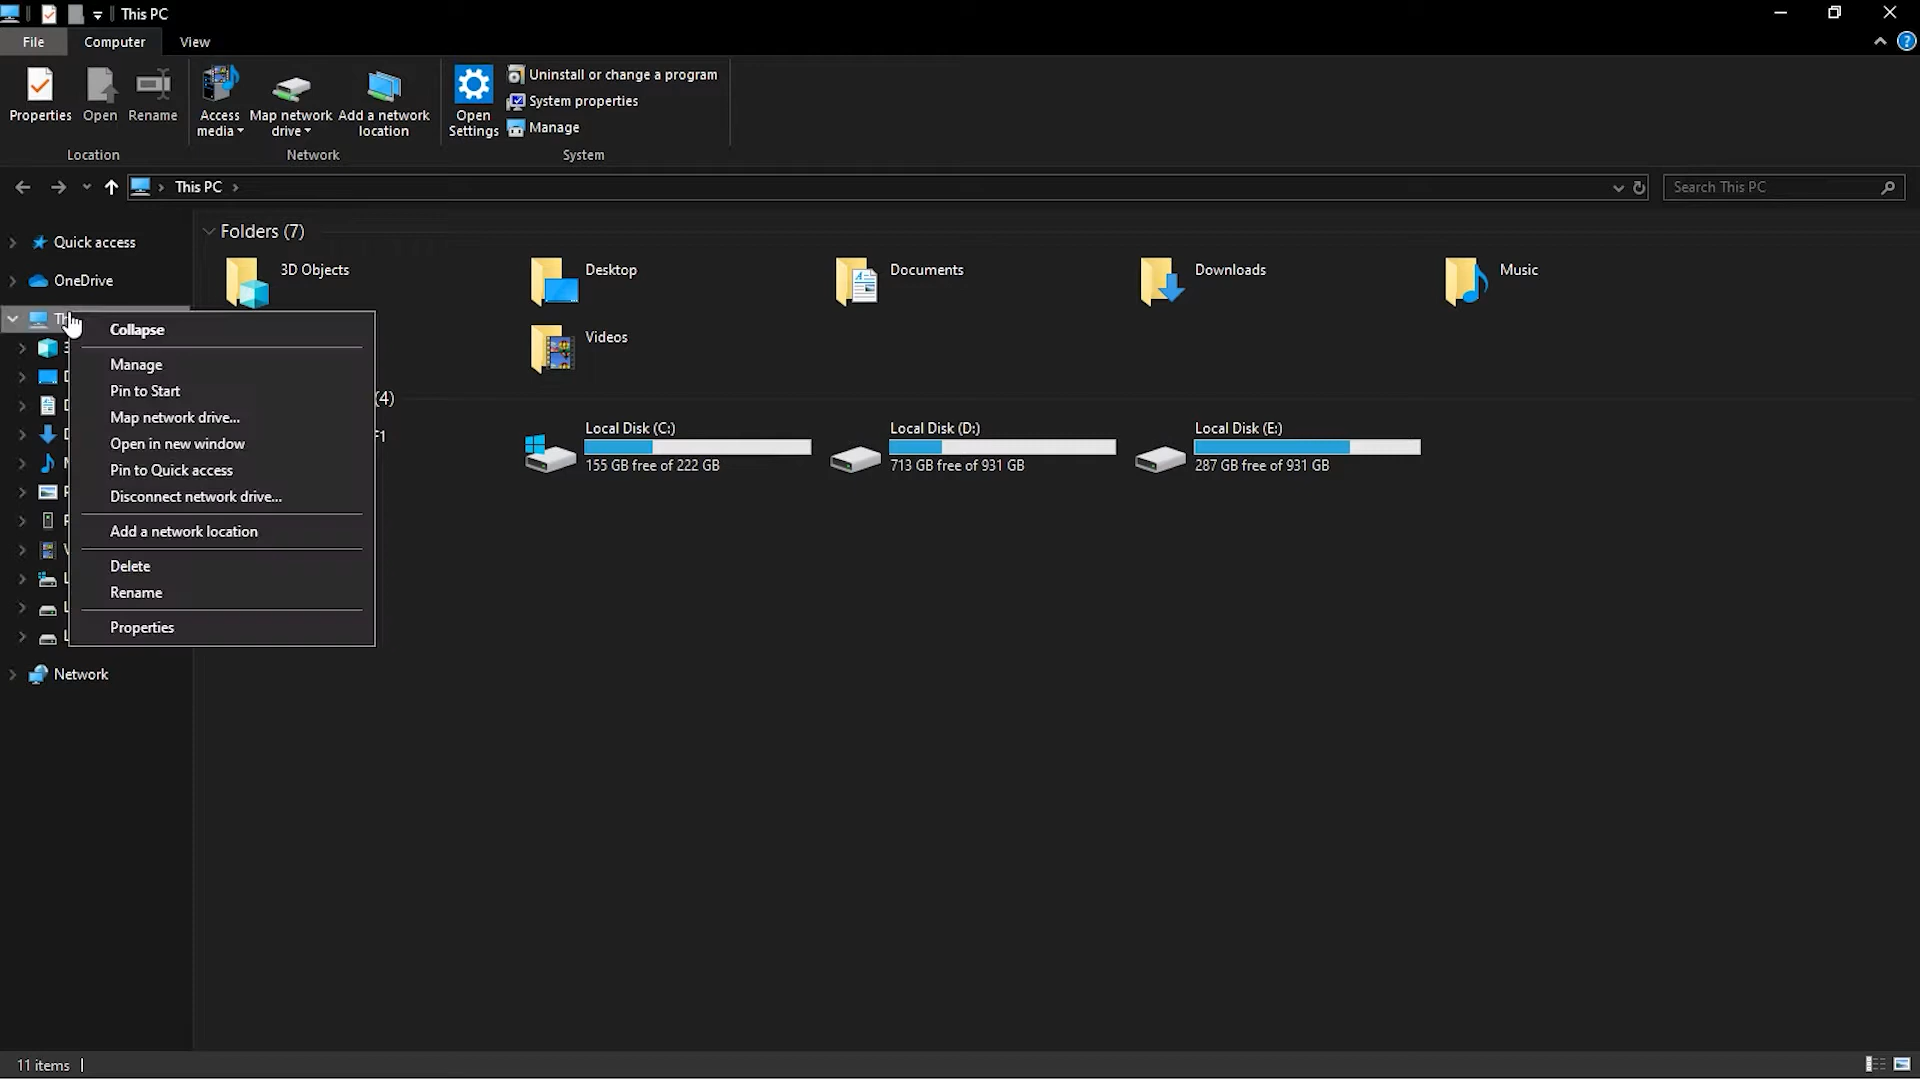 This PC
File Computer View
Properties Open Rename Access media Map network drive Add a network location Open Settings Uninstall or change a program
System properties
Manage
Location Network System
This PC
Search This PC
Quick access
OneDrive
Folders (7)
3D Objects Desktop Documents Downloads Music
Videos
(4)
Local Disk (C:)
155 GB free of 222 GB
Local Disk (D:)
713 GB free of 931 GB
Local Disk (E:)
287 GB free of 931 GB
Collapse
Manage
Pin to Start
Map network drive...
Open in new window
Pin to Quick access
Disconnect network drive...
Add a network location
Delete
Rename
Properties
Network
11 items